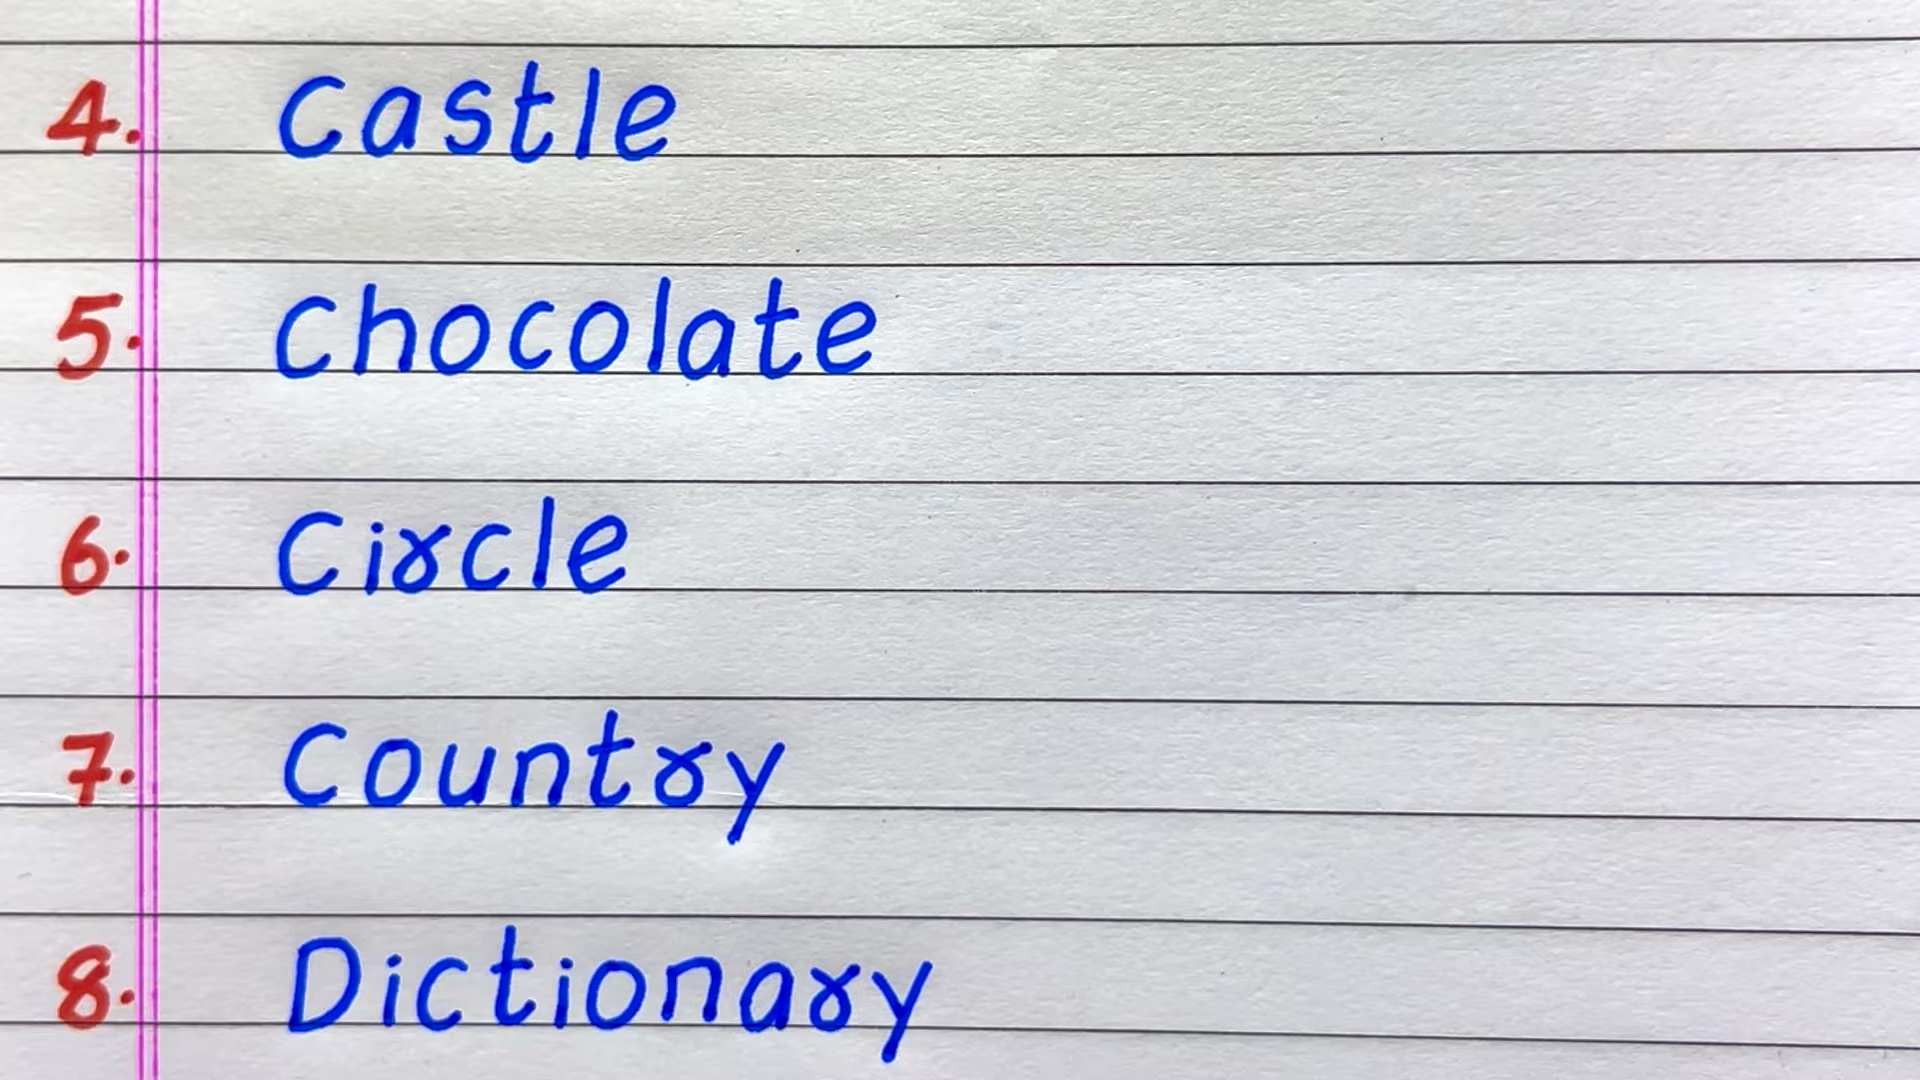 4. Castle
5. Chocolate
6. Circle
7. Country
8. Dictionary